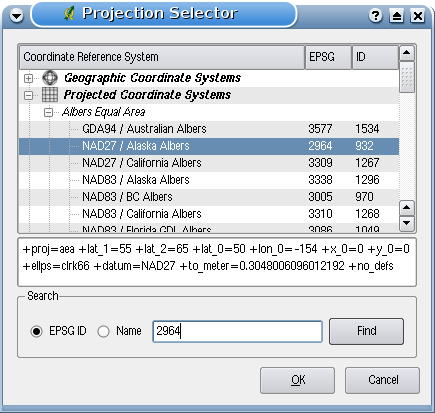 Projection Selector
Coordinate Reference System EPSG ID
Geographic Coordinate Systems
Projected Coordinate Systems
Albers Equal Area
GDA94 / Australian Albers 3577 1534
NAD27 / Alaska Albers 2964 932
NAD27 / California Albers 3309 1267
NAD83 / Alaska Albers 3338 1296
NAD83 / BC Albers 3005 970
NAD83 / California Albers 3310 1268
NAD83 / Florida GDL Albers 3086 1049
+proj=aea +lat_1=55 +lat_2=65 +lat_0=50 +lon_0=-154 +x_0=0 +y_0=0
+ellps=clrk66 +datum=NAD27 +to_meter=0.3048006096012192 +no_defs
Search
EPSG ID Name 2964 Find
OK Cancel